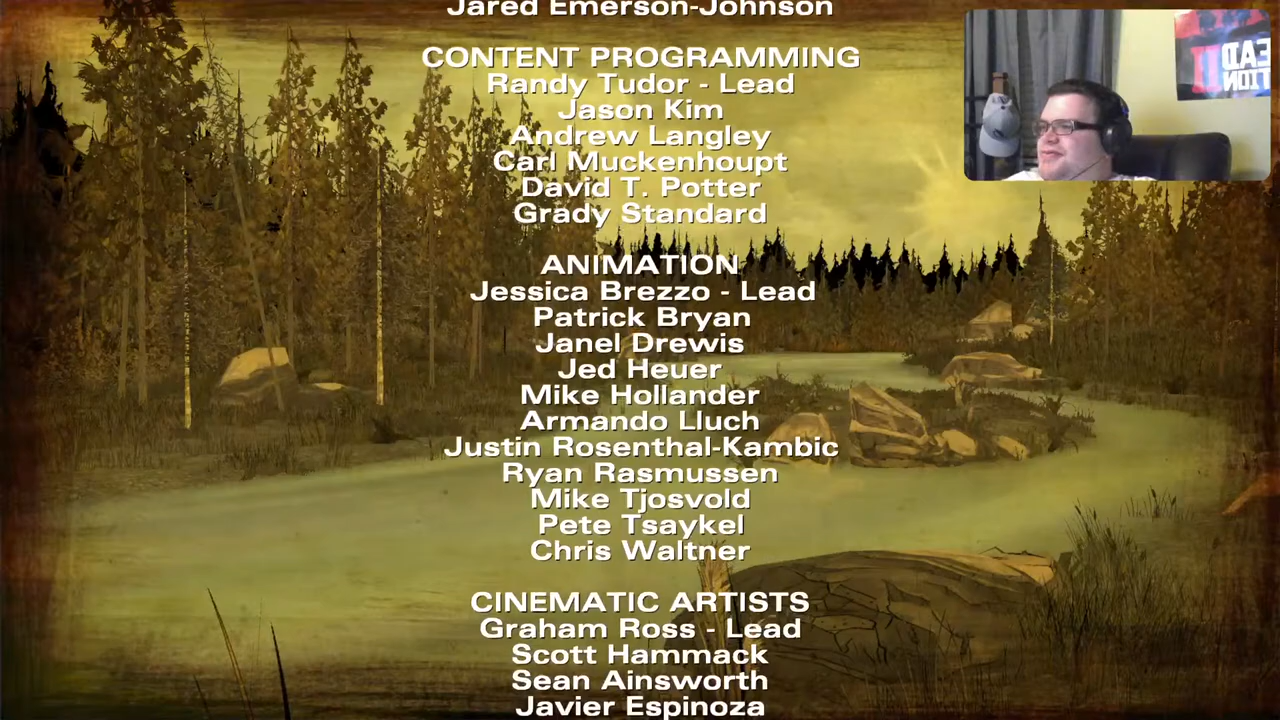 Jared Emerson-Johnson
CONTENT PROGRAMMING
Randy Tudor - Lead
Jason Kim
Andrew Langley
Carl Muckenhoupt
David T. Potter
Grady Standard
ANIMATION
Jessica Brezzo - Lead
Patrick Bryan
Janel Drewis
Jed Heuer
Mike Hollander
Armando Lluch
Justin Rosenthal-Kambic
Ryan Rasmussen
Mike Tjosvold
Pete Tsaykel
Chris Waltner
CINEMATIC ARTISTS
Graham Ross - Lead
Scott Hammack
Sean Ainsworth
Javier Espinoza